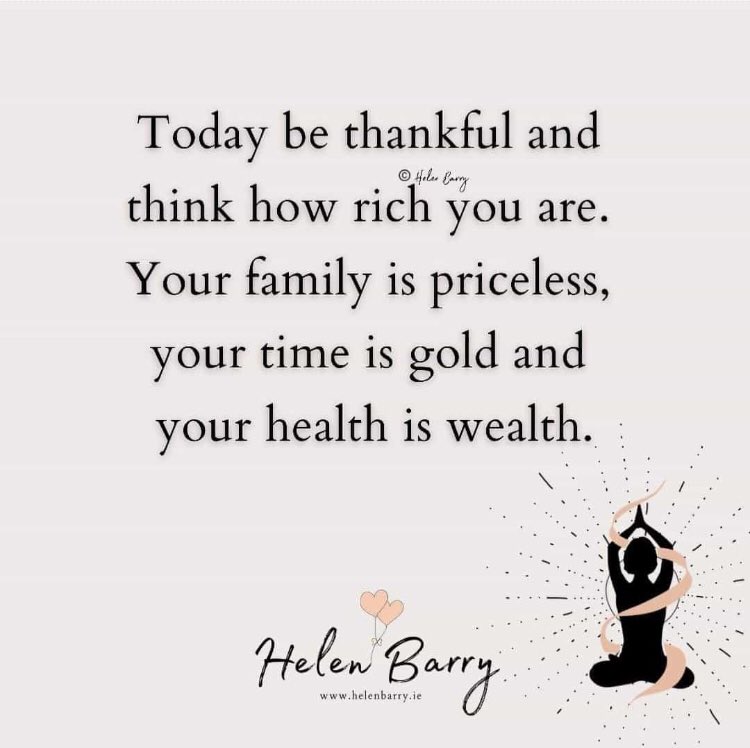 Today be thankful and
© Helen Barry
think how rich you are.
Your family is priceless,
your time is gold and
your health is wealth.
Helen Barry
www.helenbarry.ie